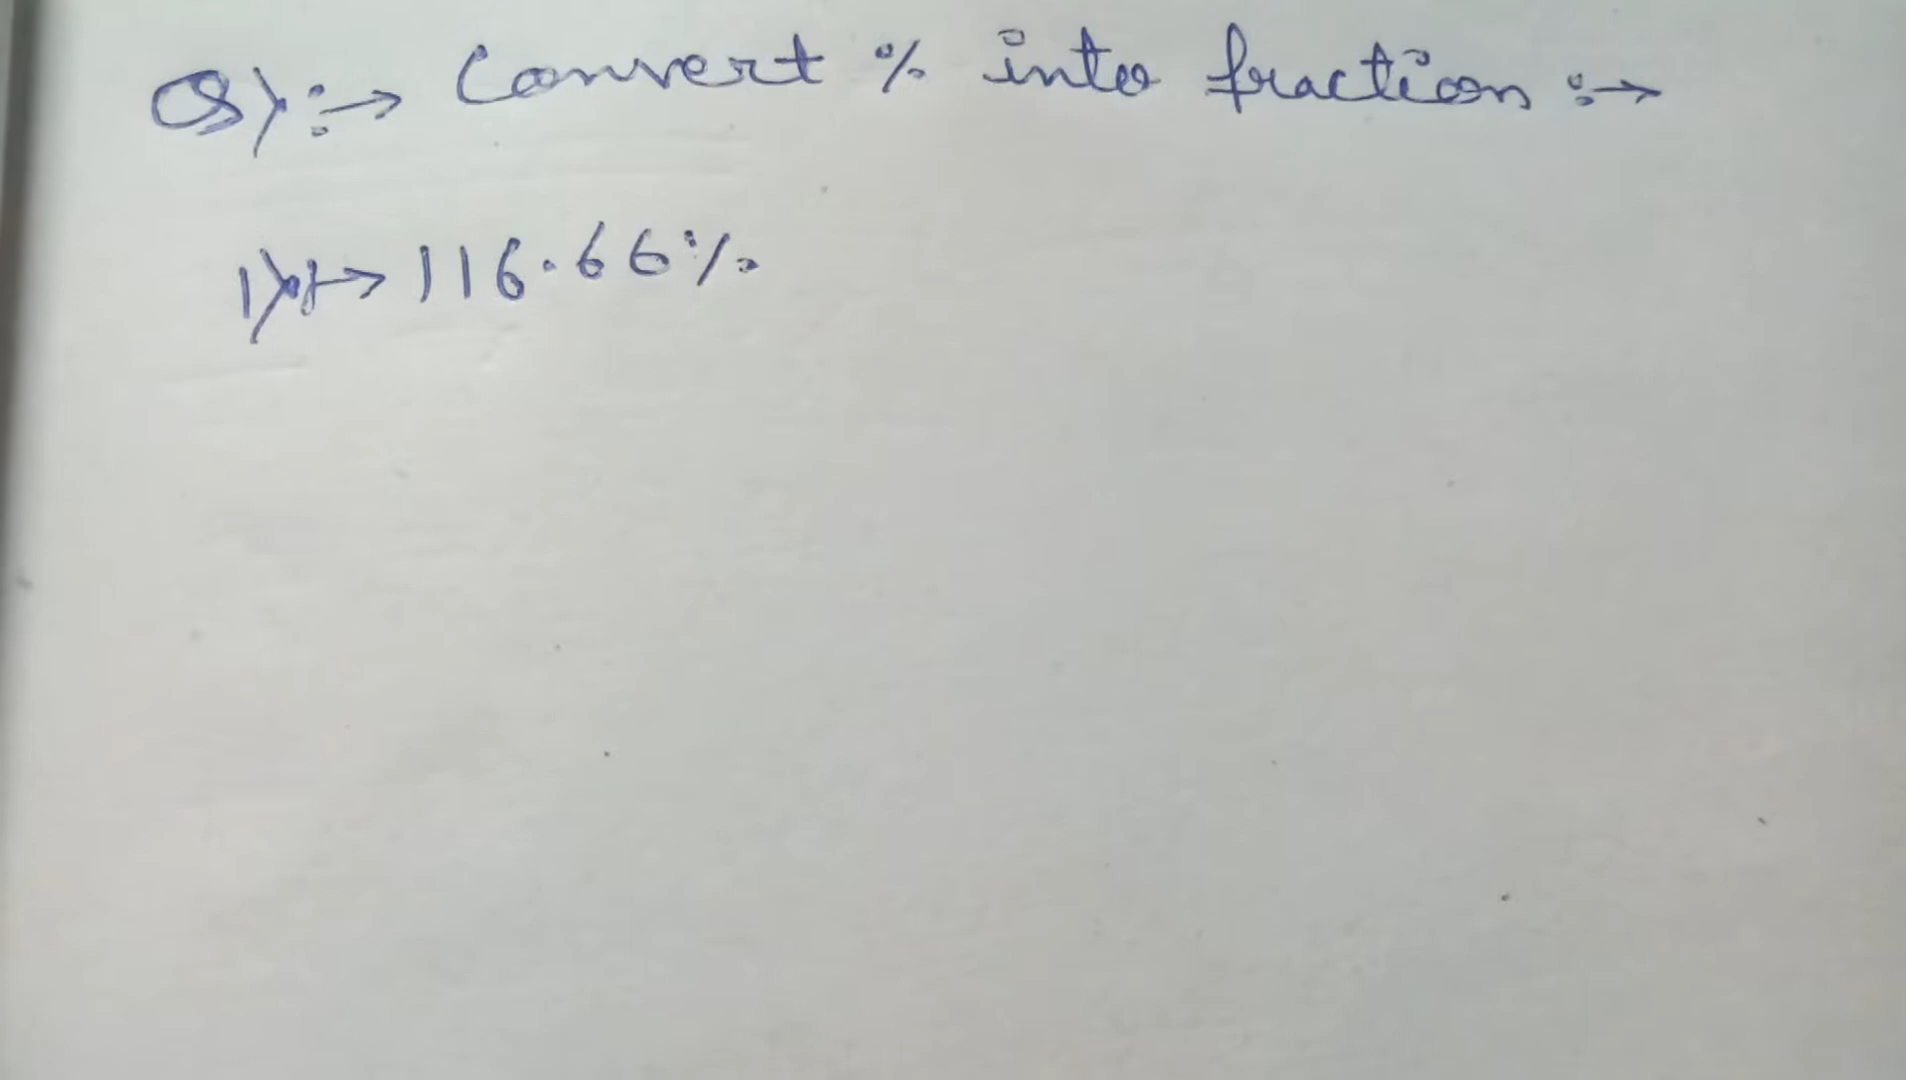 Q):→ Convert % into fraction :→
1):→ 116.66%